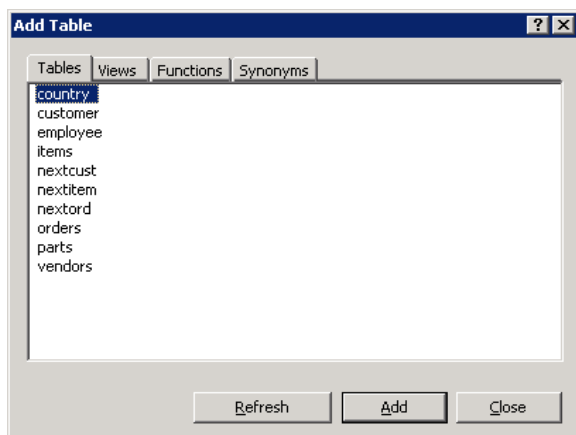 Add Table
Tables Views Functions Synonyms
country
customer
employee
items
nextcust
nextitem
nextord
orders
parts
vendors
Refresh Add Close